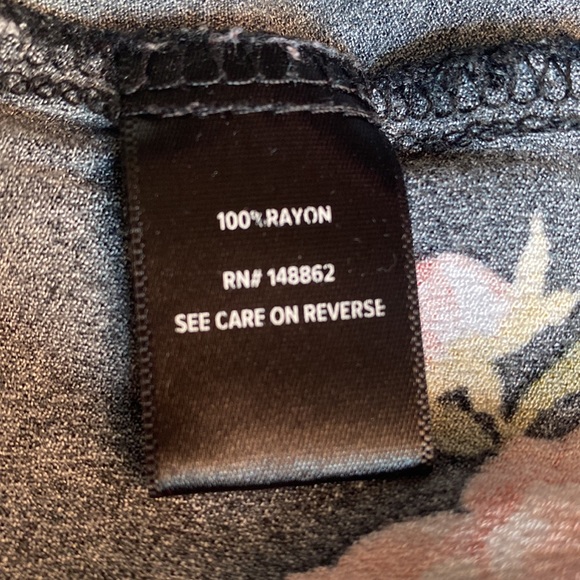 100% RAYON
RN# 148862
SEE CARE ON REVERSE